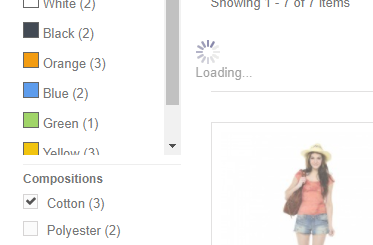 White (2)
Black (2)
Orange (3)
Blue (2)
Green (1)
Yellow (3)
Compositions
Cotton (3)
Polyester (2)
Showing 1 - 7 of 7 items
Loading...